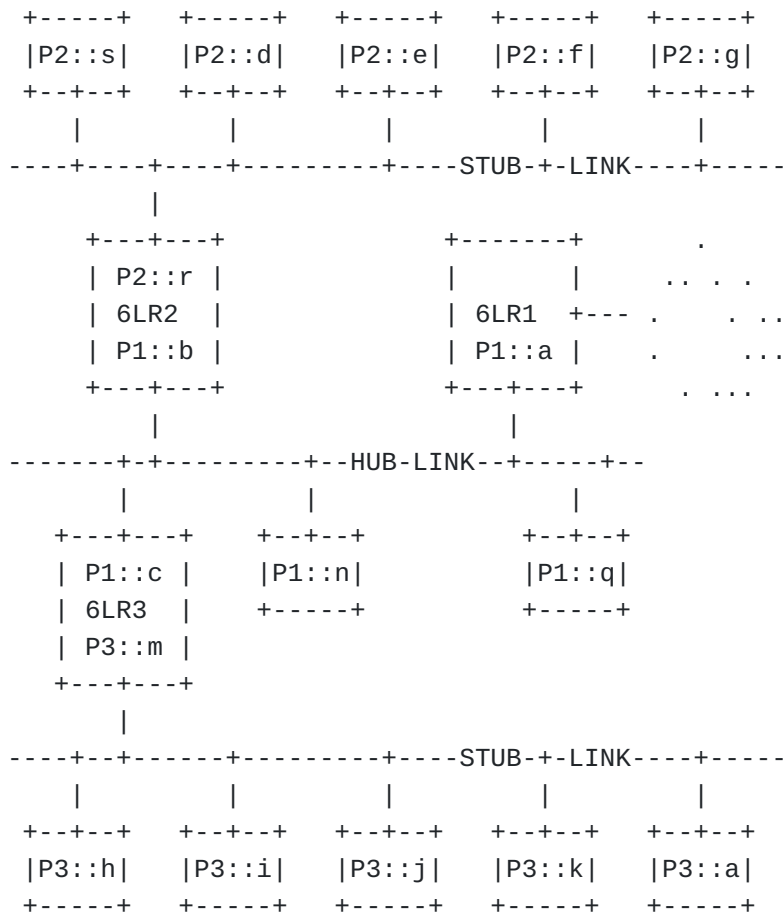 +-----+   +-----+   +-----+   +-----+   +-----+
|P2::s|   |P2::d|   |P2::e|   |P2::f|   |P2::g|
+--+--+   +--+--+   +--+--+   +--+--+   +--+--+
|         |         |         |         |
----+----+----+---------+----STUB-+-LINK----+-----
|
+---+---+              +-------+       .
| P2::r |              |       |     .. . .
| 6LR2  |              | 6LR1  +--- .    . ..
| P1::b |              | P1::a |    .     ...
+---+---+              +---+---+      . ...
|                      |
-------+-+---------+--HUB-LINK--+-----+--
|           |                |
+---+---+    +--+--+          +--+--+
| P1::c |    |P1::n|          |P1::q|
| 6LR3  |    +-----+          +-----+
| P3::m |
+---+---+
|
----+--+------+---------+----STUB-+-LINK----+-----
|         |         |         |         |
+--+--+   +--+--+   +--+--+   +--+--+   +--+--+
|P3::h|   |P3::i|   |P3::j|   |P3::k|   |P3::a|
+-----+   +-----+   +-----+   +-----+   +-----+